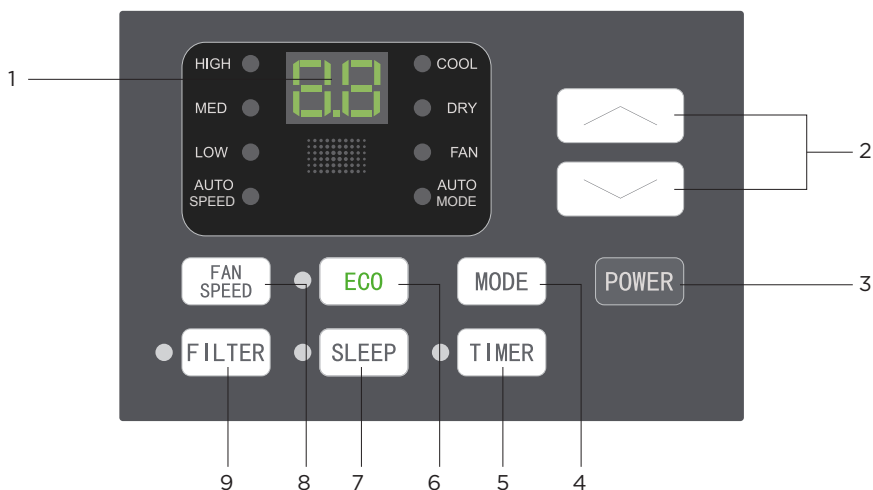 HIGH
8.8
COOL
1
MED
DRY
2
LOW
FAN
AUTO
SPEED
AUTO
MODE
FAN
SPEED
ECO
MODE
POWER
3
FILTER
SLEEP
TIMER
9
8
7
6
5
4